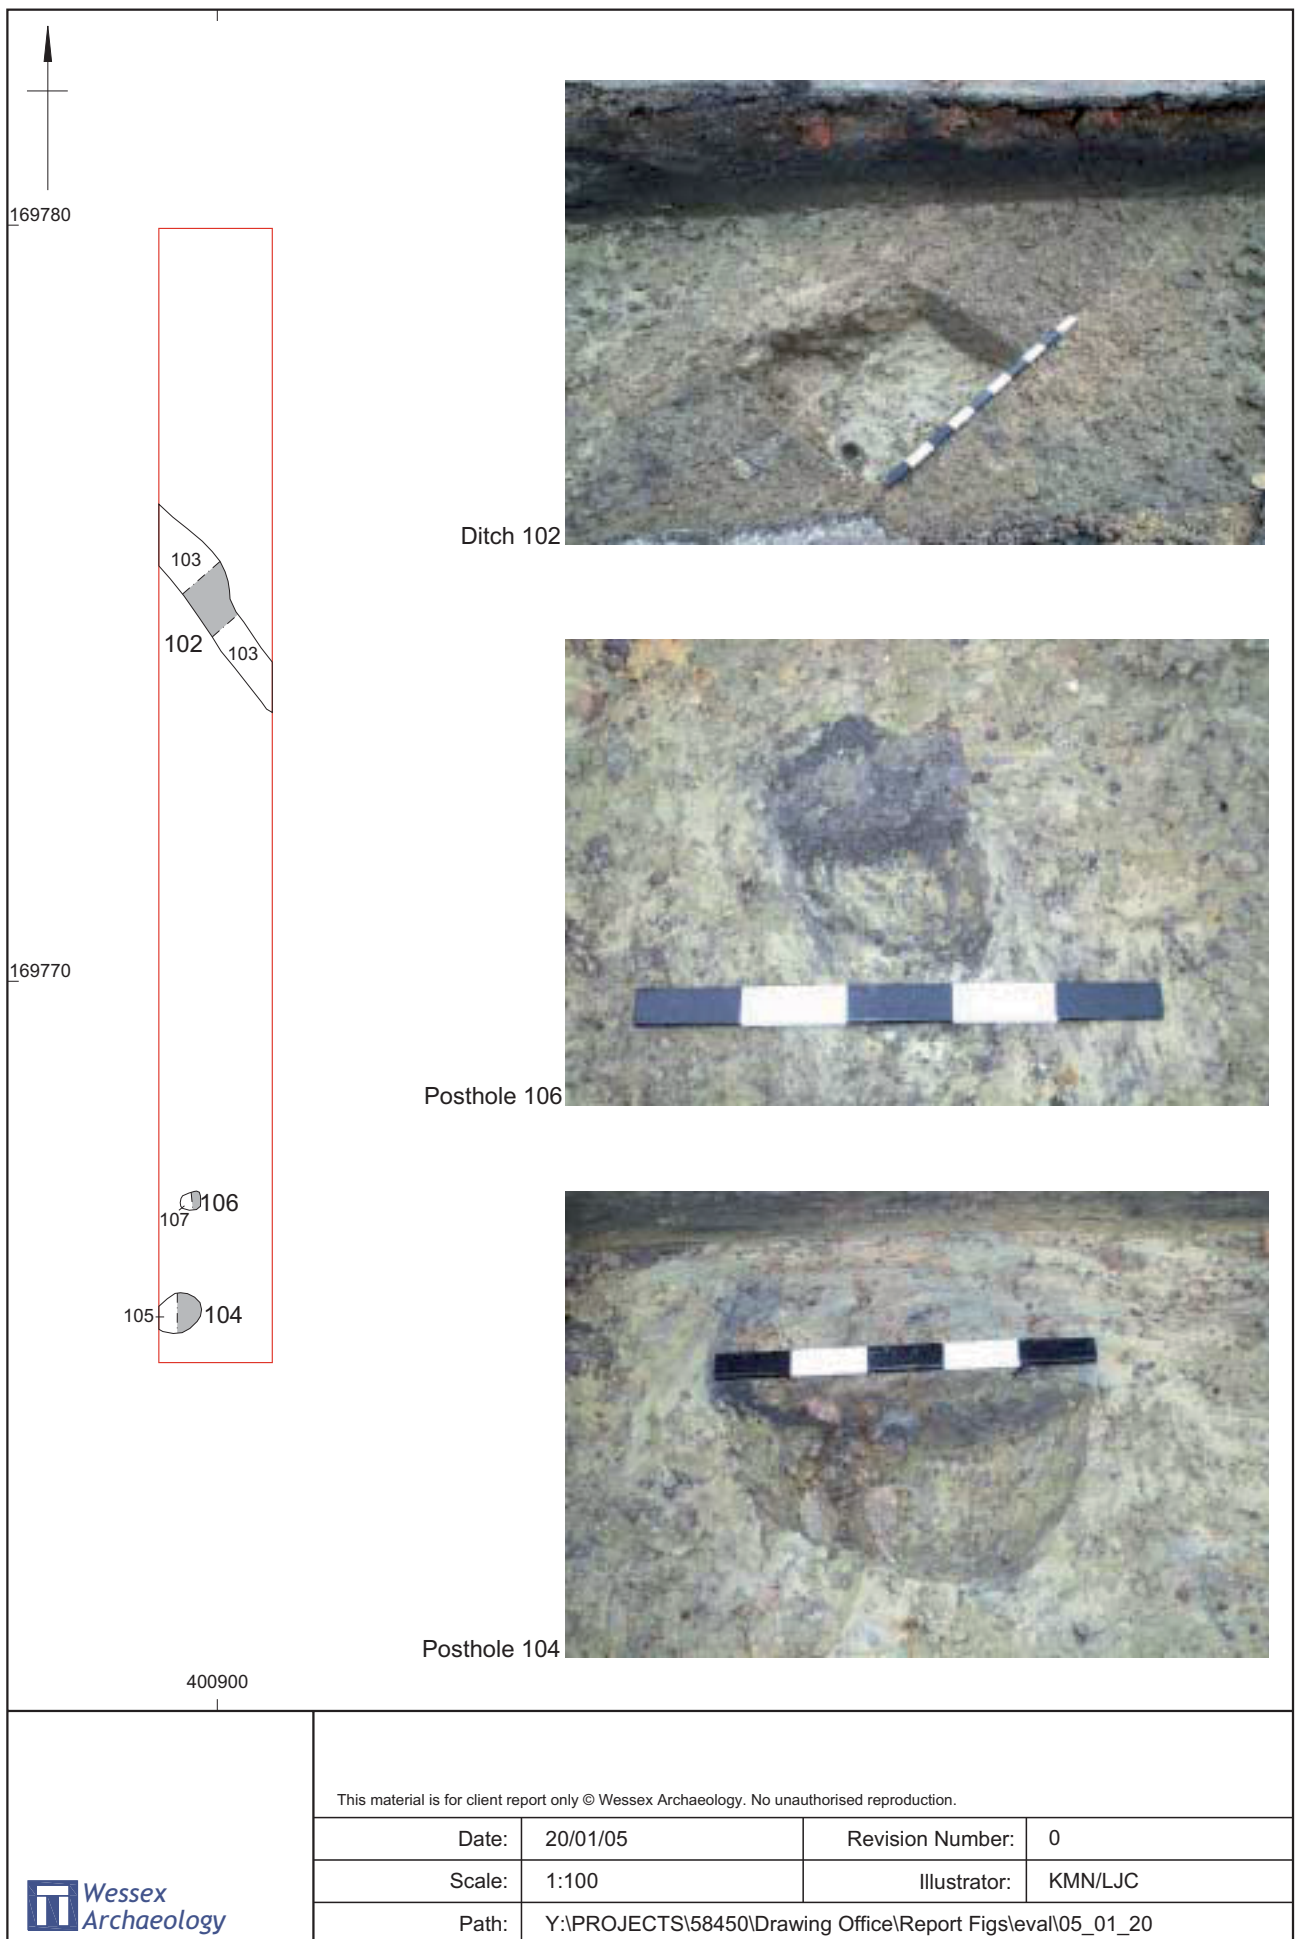 169780
Ditch 102
103
102
103
169770
Posthole 106
106
107
105
104
Posthole 104
400900
This material is for client report only © Wessex Archaeology. No unauthorised reproduction.
Date: 20/01/05 Revision Number: 0
Scale: 1:100 Illustrator: KMN/LJC
Path: Y:\PROJECTS\58450\Drawing Office\Report Figs\eval\05_01_20
Wessex
Archaeology